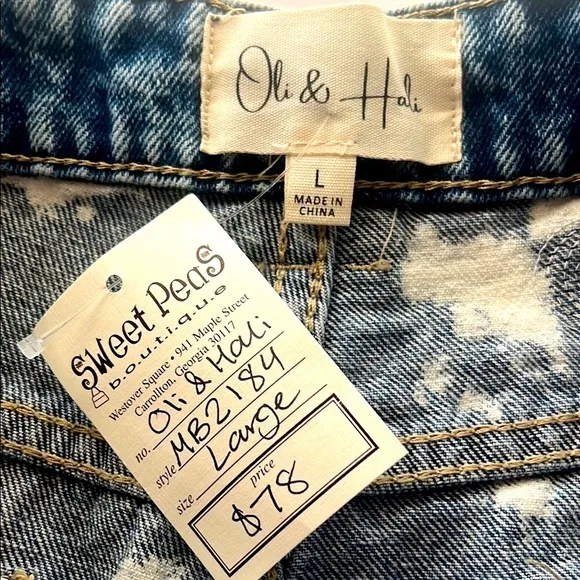 Oli & Hali
L
MADE IN
CHINA
Sweet Peas
b.o.u.t.i.q.u.e
Westover Square • 941 Maple Street
Carrollton, Georgia 30117
no. Oli & Hali
style MB2184
size Large
price
$78